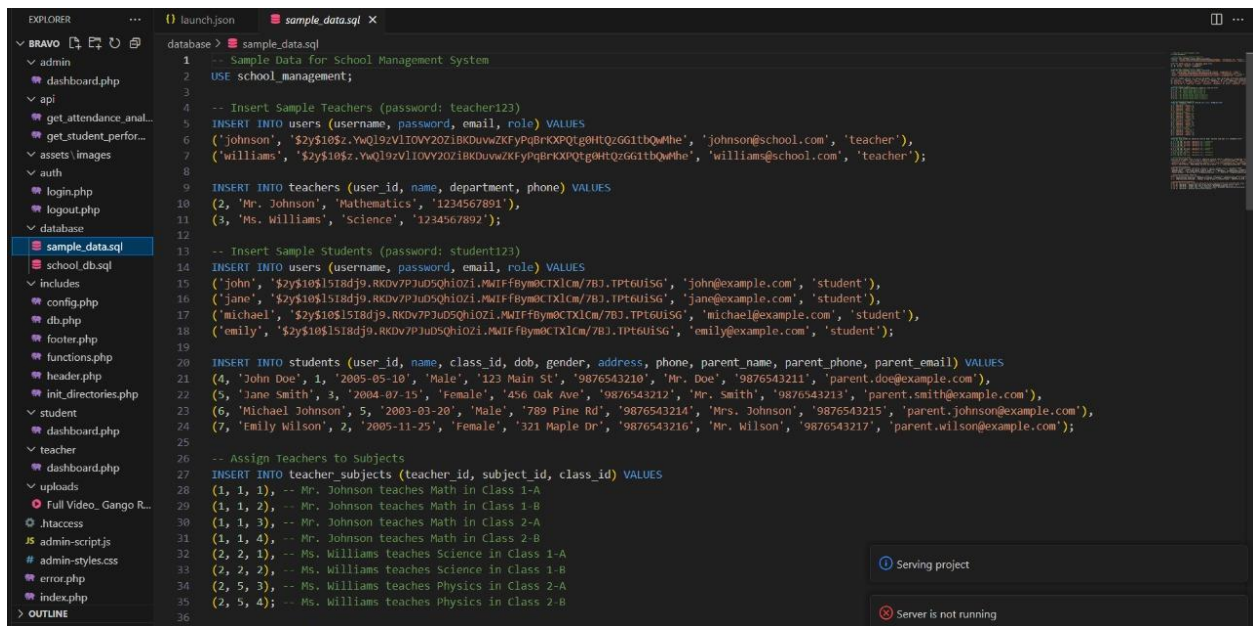 EXPLORER ...
BRAVO
admin
dashboard.php
api
get_attendance_anal...
get_student_perfor...
assets\images
auth
login.php
logout.php
database
sample_data.sql
school_db.sql
includes
config.php
db.php
footer.php
functions.php
header.php
init_directories.php
student
dashboard.php
teacher
dashboard.php
uploads
Full Video_ Gango R...
.htaccess
JS admin-script.js
# admin-styles.css
error.php
index.php
OUTLINE
{} launch.json
sample_data.sql ×
...
database > sample_data.sql
1 -- Sample Data for School Management System
2 USE school_management;
3
4 -- Insert Sample Teachers (password: teacher123)
5 INSERT INTO users (username, password, email, role) VALUES
6 ('johnson', '$2y$10$z.YwQl9zVlIOVY2OZiBKDuvwZKFyPqBrKXPQtg0HtQzGG1tbQwMhe', 'johnson@school.com', 'teacher'),
7 ('williams', '$2y$10$z.YwQl9zVlIOVY2OZiBKDuvwZKFyPqBrKXPQtg0HtQzGG1tbQwMhe', 'williams@school.com', 'teacher');
8
9 INSERT INTO teachers (user_id, name, department, phone) VALUES
10 (2, 'Mr. Johnson', 'Mathematics', '1234567891'),
11 (3, 'Ms. Williams', 'Science', '1234567892');
12
13 -- Insert Sample Students (password: student123)
14 INSERT INTO users (username, password, email, role) VALUES
15 ('john', '$2y$10$l5I8dj9.RKDv7PJuD5QhiOZi.MWIFfBym0CTXlCm/7BJ.TPt6UiSG', 'john@example.com', 'student'),
16 ('jane', '$2y$10$l5I8dj9.RKDv7PJuD5QhiOZi.MWIFfBym0CTXlCm/7BJ.TPt6UiSG', 'jane@example.com', 'student'),
17 ('michael', '$2y$10$l5I8dj9.RKDv7PJuD5QhiOZi.MWIFfBym0CTXlCm/7BJ.TPt6UiSG', 'michael@example.com', 'student'),
18 ('emily', '$2y$10$l5I8dj9.RKDv7PJuD5QhiOZi.MWIFfBym0CTXlCm/7BJ.TPt6UiSG', 'emily@example.com', 'student');
19
20 INSERT INTO students (user_id, name, class_id, dob, gender, address, phone, parent_name, parent_phone, parent_email) VALUES
21 (4, 'John Doe', 1, '2005-05-10', 'Male', '123 Main St', '9876543210', 'Mr. Doe', '9876543211', 'parent.doe@example.com'),
22 (5, 'Jane Smith', 3, '2004-07-15', 'Female', '456 Oak Ave', '9876543212', 'Mr. Smith', '9876543213', 'parent.smith@example.com'),
23 (6, 'Michael Johnson', 5, '2003-03-20', 'Male', '789 Pine Rd', '9876543214', 'Mrs. Johnson', '9876543215', 'parent.johnson@example.com'),
24 (7, 'Emily Wilson', 2, '2005-11-25', 'Female', '321 Maple Dr', '9876543216', 'Mr. Wilson', '9876543217', 'parent.wilson@example.com');
25
26 -- Assign Teachers to Subjects
27 INSERT INTO teacher_subjects (teacher_id, subject_id, class_id) VALUES
28 (1, 1, 1), -- Mr. Johnson teaches Math in Class 1-A
29 (1, 1, 2), -- Mr. Johnson teaches Math in Class 1-B
30 (1, 1, 3), -- Mr. Johnson teaches Math in Class 2-A
31 (1, 1, 4), -- Mr. Johnson teaches Math in Class 2-B
32 (2, 2, 1), -- Ms. Williams teaches Science in Class 1-A
33 (2, 2, 2), -- Ms. Williams teaches Science in Class 1-B
34 (2, 5, 3), -- Ms. Williams teaches Physics in Class 2-A
35 (2, 5, 4); -- Ms. Williams teaches Physics in Class 2-B
36
Serving project
Server is not running